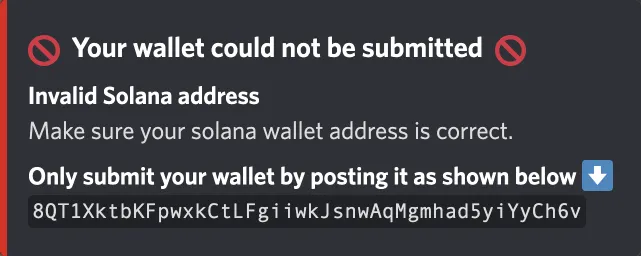 Your wallet could not be submitted
Invalid Solana address
Make sure your solana wallet address is correct.
Only submit your wallet by posting it as shown below
8QT1XktbKFpwxkCtLFgiiwkJsnwAqMgmhad5yiYyCh6v